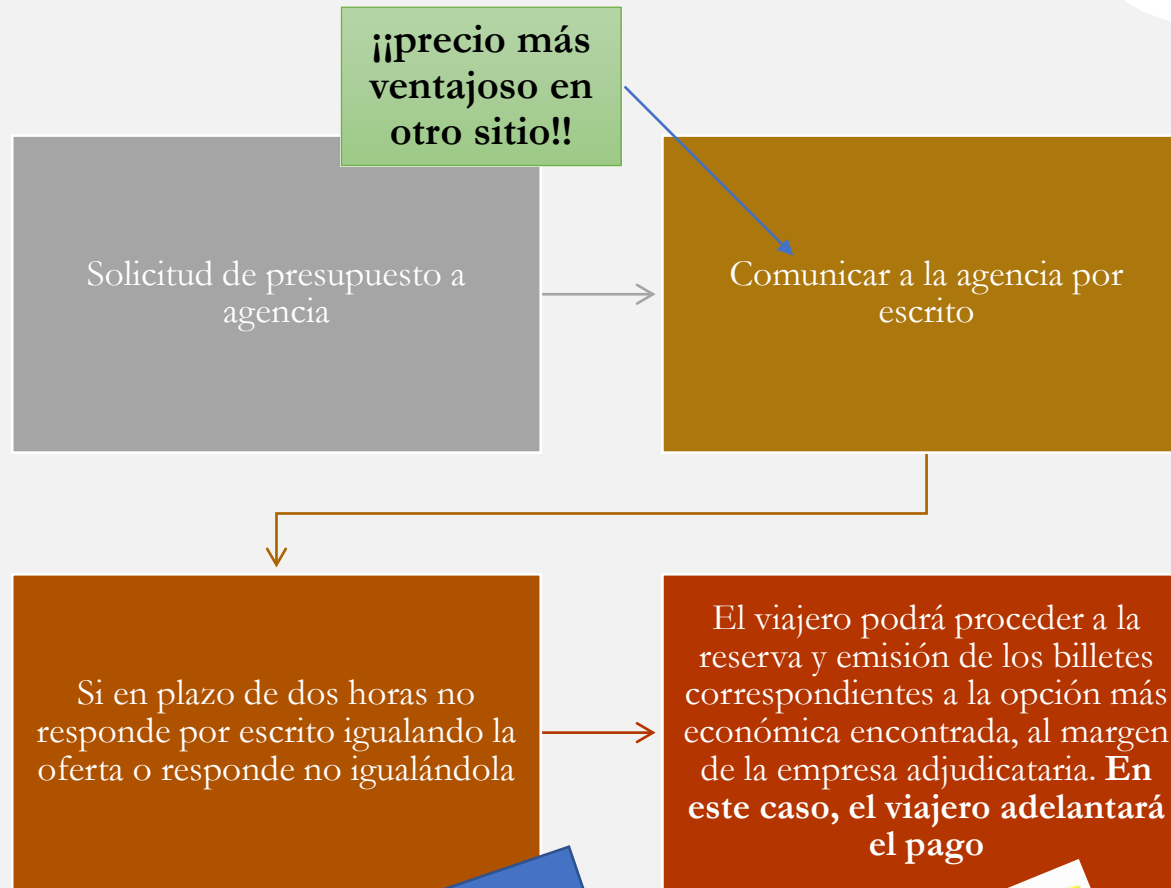 ¡¡precio más
ventajoso en
otro sitio!!
Solicitud de presupuesto a
agencia
Comunicar a la agencia por
escrito
Si en plazo de dos horas no
responde por escrito igualando la
oferta o responde no igualándola
El viajero podrá proceder a la
reserva y emisión de los billetes
correspondientes a la opción más
económica encontrada, al margen
de la empresa adjudicataria. En
este caso, el viajero adelantará
el pago